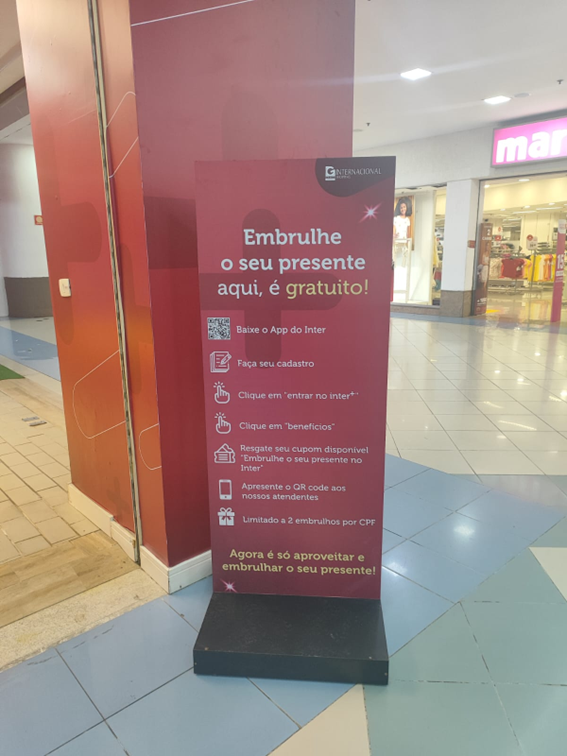 INTERNACIONAL
Embrulhe
o seu presente
aqui, é gratuito!
Baixe o App do Inter
Faça seu cadastro
Clique em "entrar no inter+"
Clique em "benefícios"
Resgate seu cupom disponível
"Embrulhe o seu presente no
Inter"
Apresente o QR code aos
nossos atendentes
Limitado a 2 embrulhos por CPF
Agora é só aproveitar e
embrulhar o seu presente!
mar